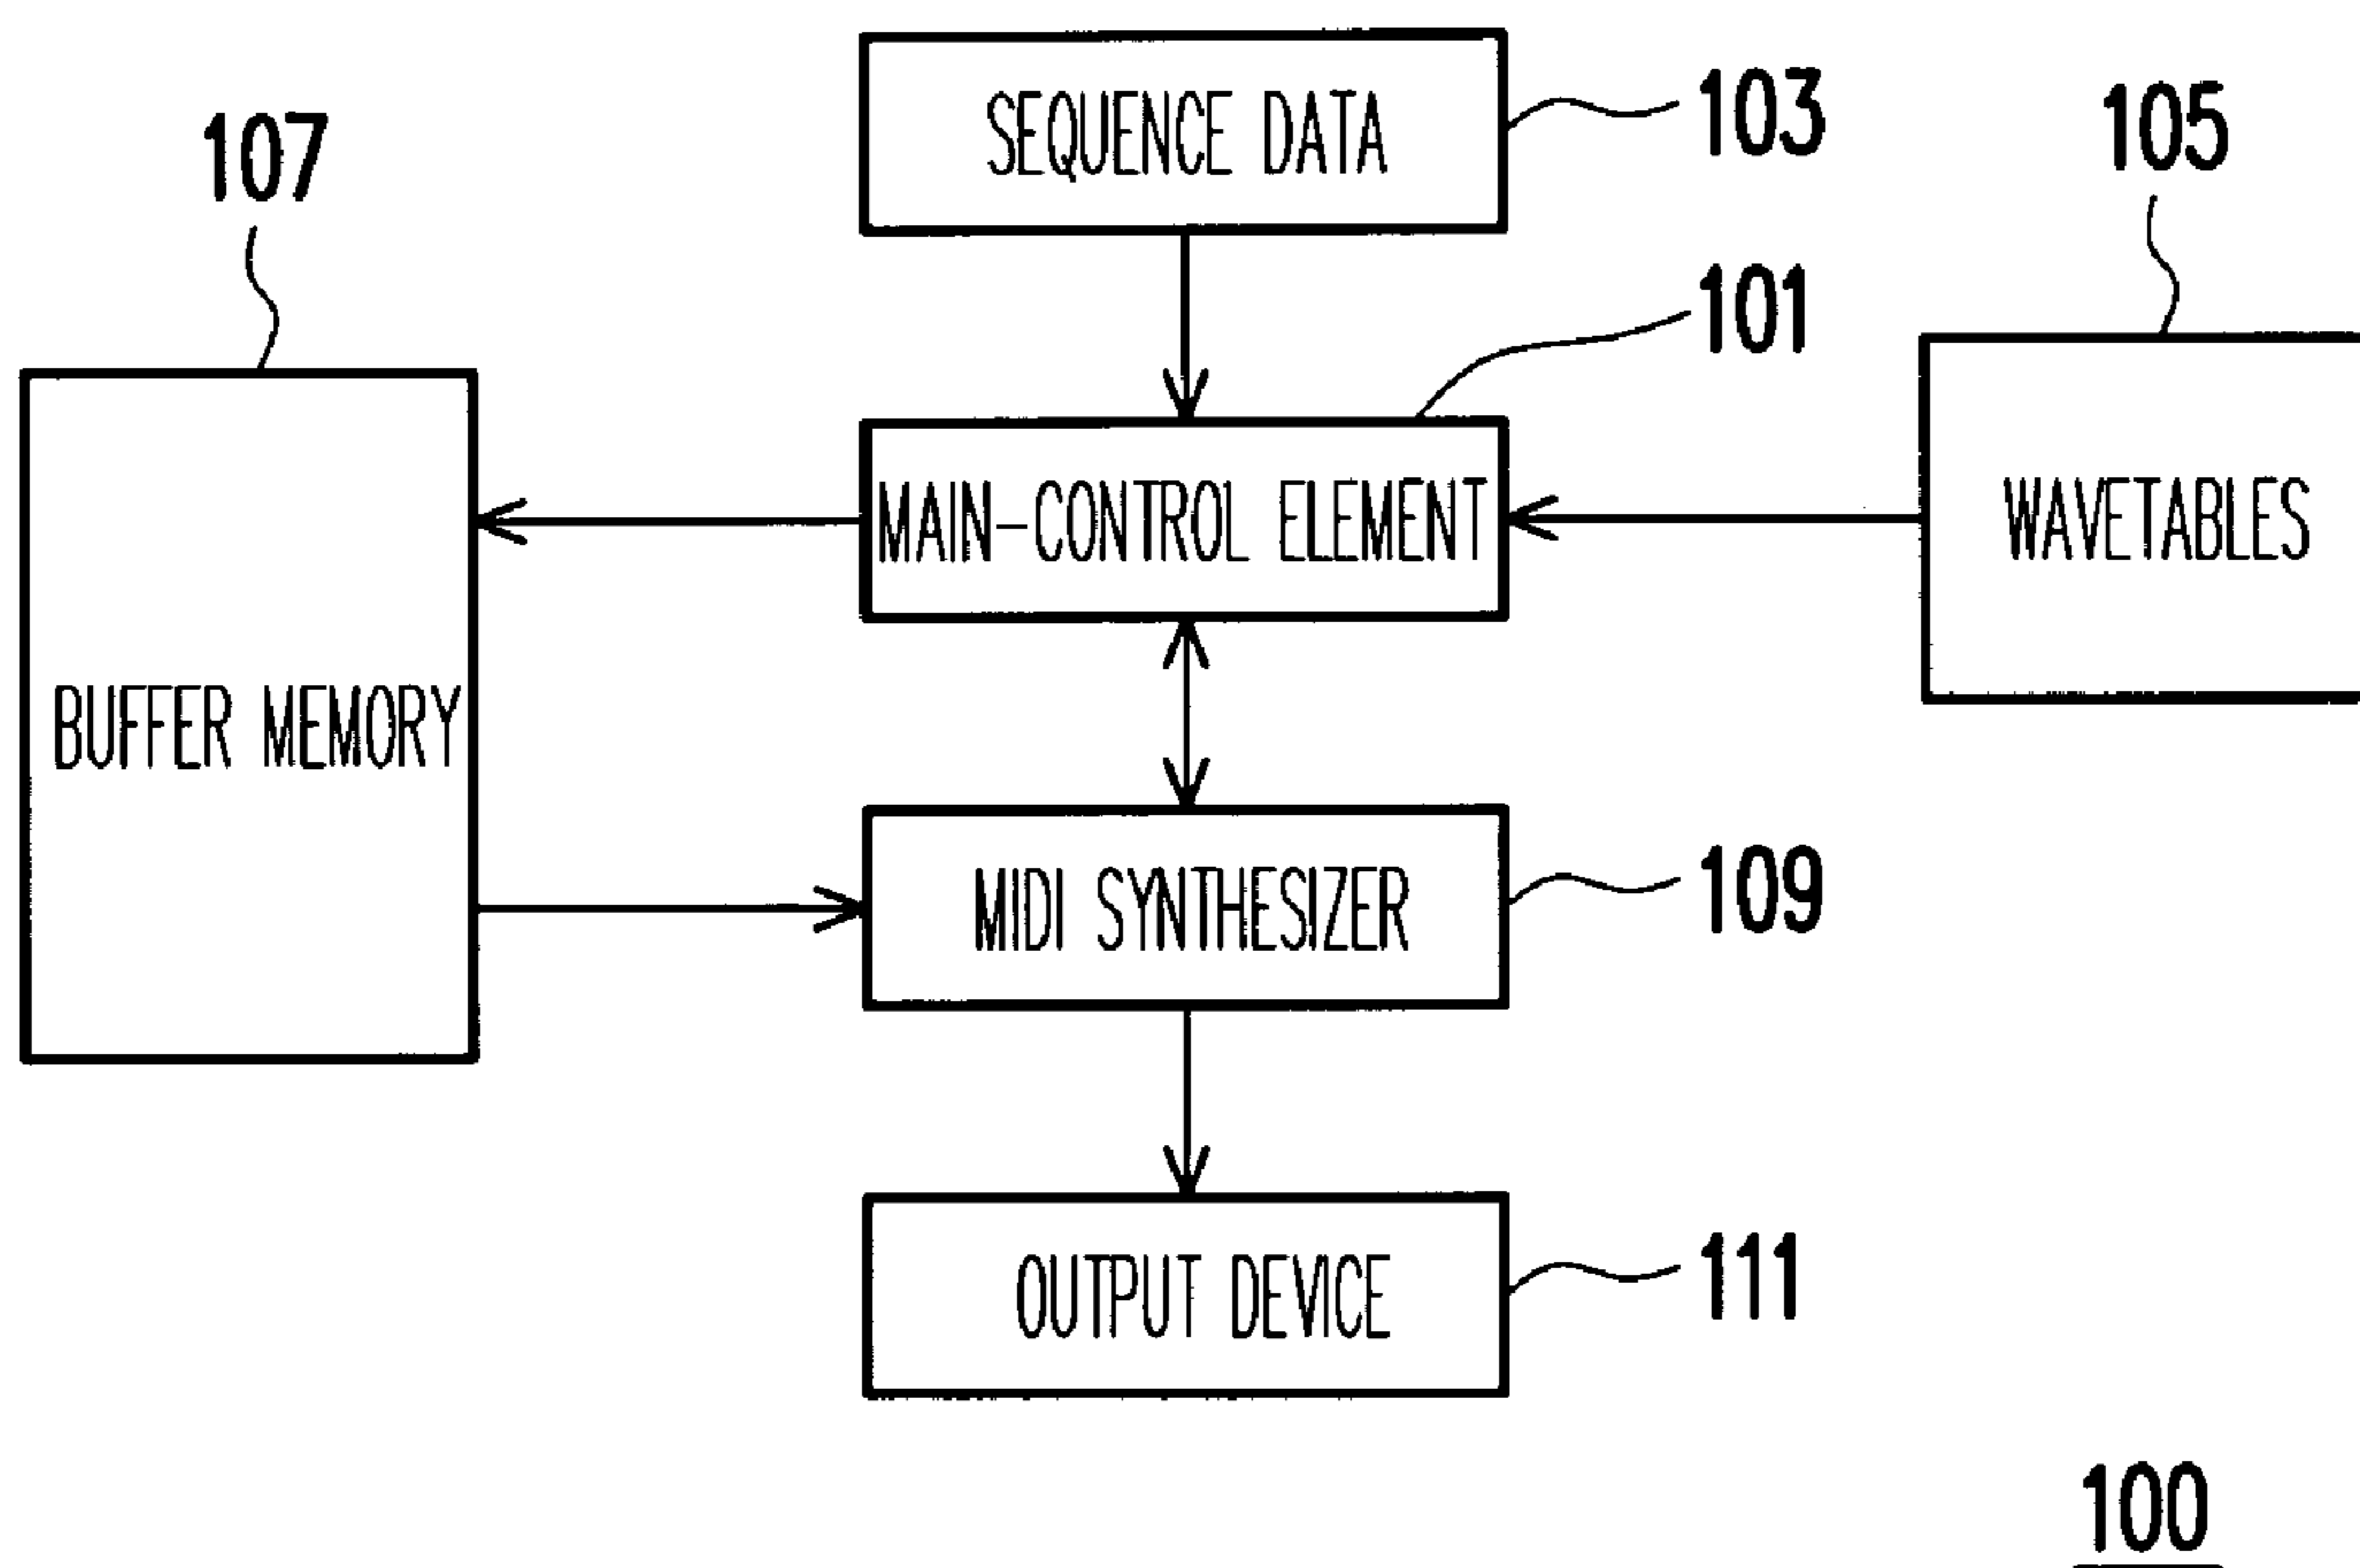 SEQUENCE DATA
103
107
105
101
MAIN-CONTROL ELEMENT
WAVETABLES
BUFFER MEMORY
MIDI SYNTHESIZER
109
OUTPUT DEVICE
111
100